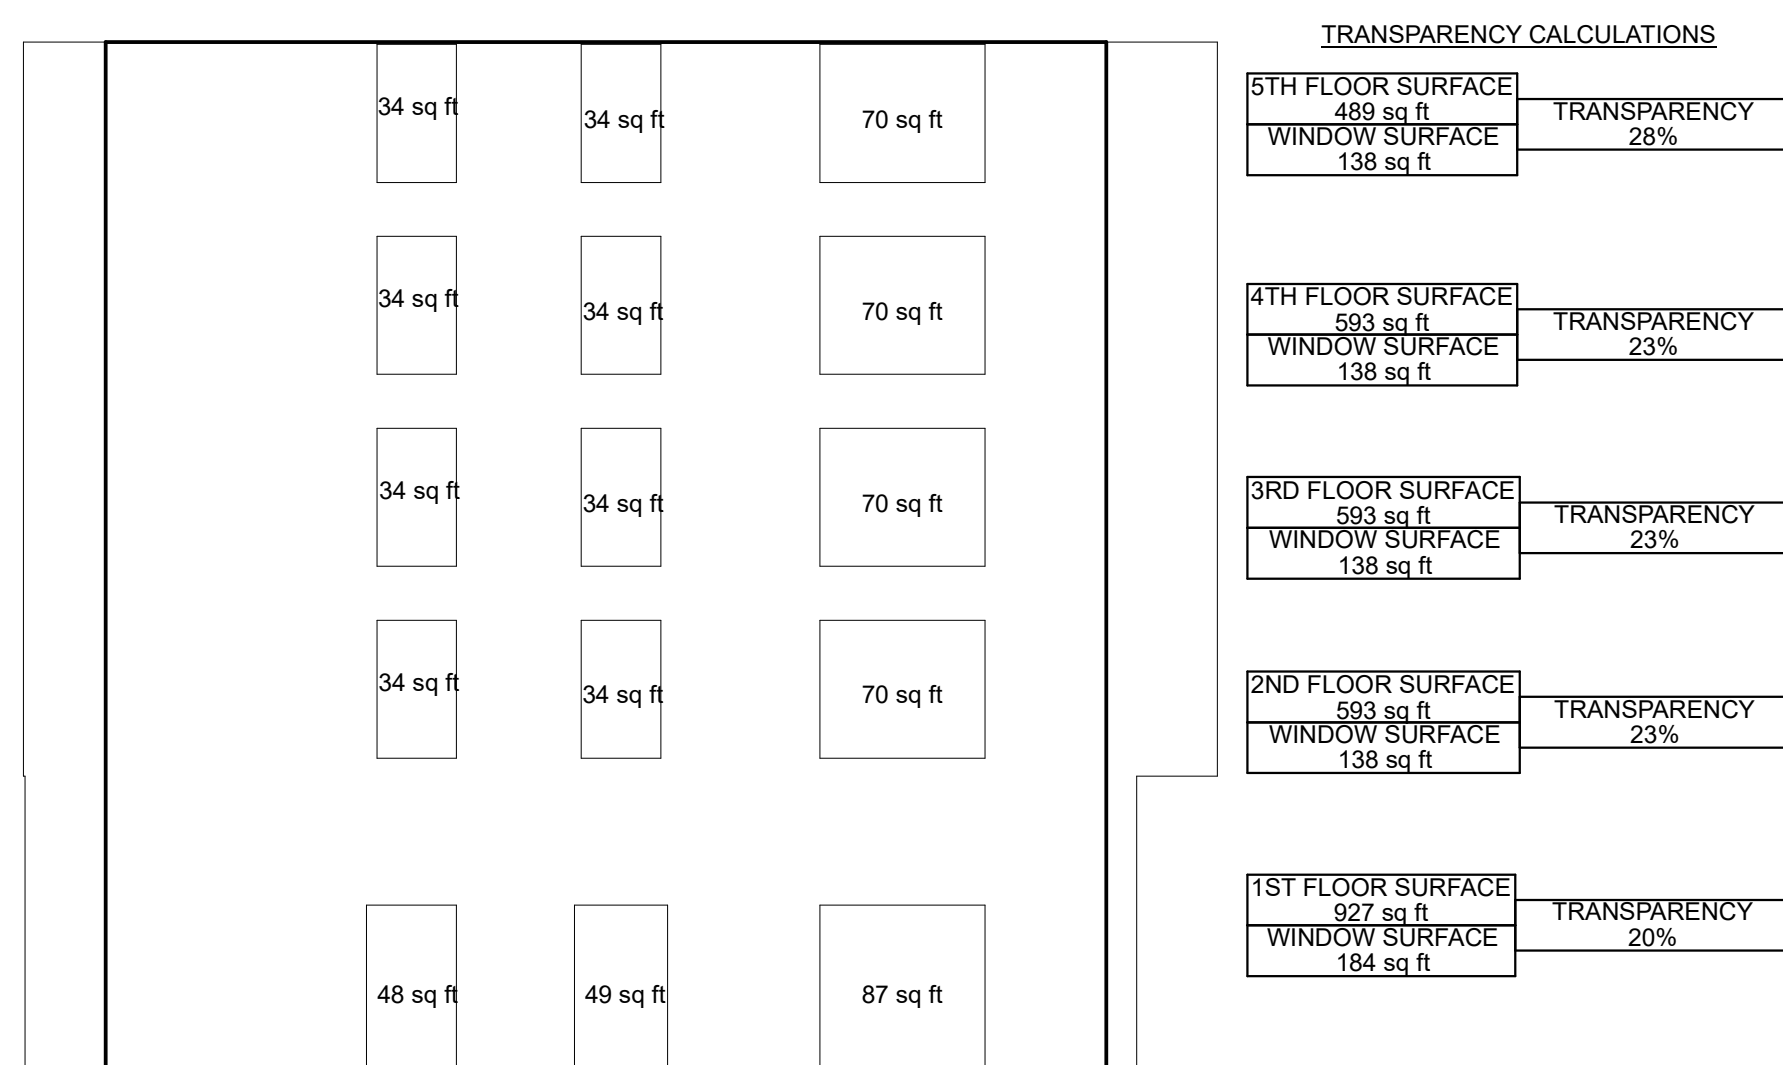 TRANSPARENCY CALCULATIONS
34 sq ft
34 sq ft
70 sq ft
5TH FLOOR SURFACE
489 sq ft
WINDOW SURFACE
138 sq ft
TRANSPARENCY
28%
34 sq ft
34 sq ft
70 sq ft
4TH FLOOR SURFACE
593 sq ft
WINDOW SURFACE
138 sq ft
TRANSPARENCY
23%
34 sq ft
34 sq ft
70 sq ft
3RD FLOOR SURFACE
593 sq ft
WINDOW SURFACE
138 sq ft
TRANSPARENCY
23%
34 sq ft
34 sq ft
70 sq ft
2ND FLOOR SURFACE
593 sq ft
WINDOW SURFACE
138 sq ft
TRANSPARENCY
23%
48 sq ft
49 sq ft
87 sq ft
1ST FLOOR SURFACE
927 sq ft
WINDOW SURFACE
184 sq ft
TRANSPARENCY
20%